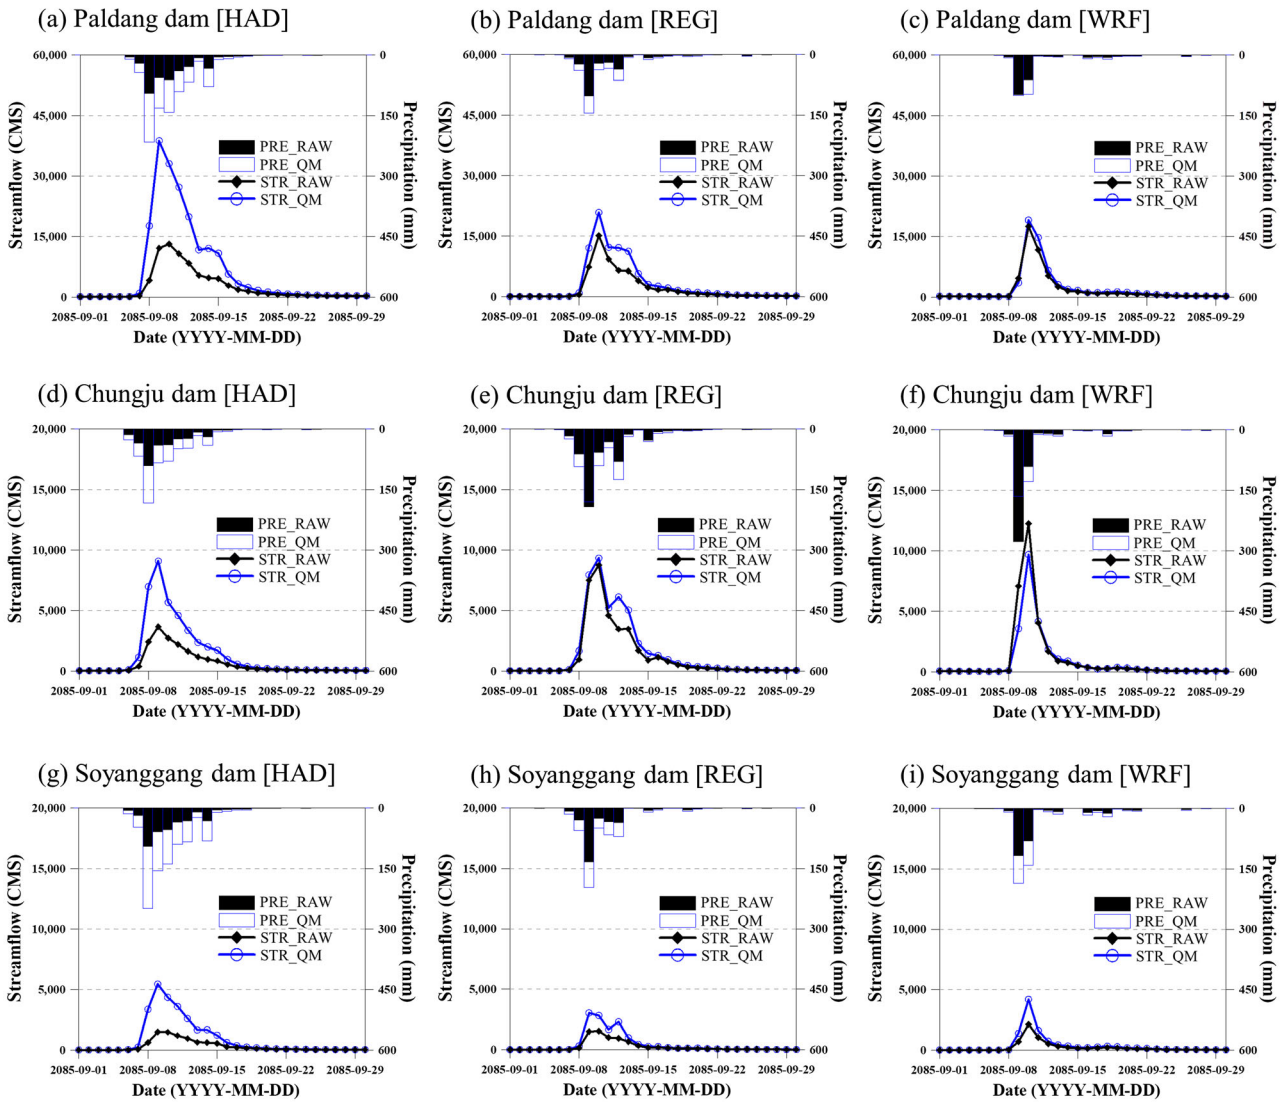 (a) Paldang dam [HAD]
60,000
45,000
30,000
15,000
0
Streamflow (CMS)
0
150
300
450
600
Precipitation (mm)
PRE_RAW
PRE_QM
STR_RAW
STR_QM
2085-09-01 2085-09-08 2085-09-15 2085-09-22 2085-09-29
Date (YYYY-MM-DD)
(b) Paldang dam [REG]
60,000
45,000
30,000
15,000
0
Streamflow (CMS)
0
150
300
450
600
Precipitation (mm)
PRE_RAW
PRE_QM
STR_RAW
STR_QM
2085-09-01 2085-09-08 2085-09-15 2085-09-22 2085-09-29
Date (YYYY-MM-DD)
(c) Paldang dam [WRF]
60,000
45,000
30,000
15,000
0
Streamflow (CMS)
0
150
300
450
600
Precipitation (mm)
PRE_RAW
PRE_QM
STR_RAW
STR_QM
2085-09-01 2085-09-08 2085-09-15 2085-09-22 2085-09-29
Date (YYYY-MM-DD)
(d) Chungju dam [HAD]
20,000
15,000
10,000
5,000
0
Streamflow (CMS)
0
150
300
450
600
Precipitation (mm)
PRE_RAW
PRE_QM
STR_RAW
STR_QM
2085-09-01 2085-09-08 2085-09-15 2085-09-22 2085-09-29
Date (YYYY-MM-DD)
(e) Chungju dam [REG]
20,000
15,000
10,000
5,000
0
Streamflow (CMS)
0
150
300
450
600
Precipitation (mm)
PRE_RAW
PRE_QM
STR_RAW
STR_QM
2085-09-01 2085-09-08 2085-09-15 2085-09-22 2085-09-29
Date (YYYY-MM-DD)
(f) Chungju dam [WRF]
20,000
15,000
10,000
5,000
0
Streamflow (CMS)
0
150
300
450
600
Precipitation (mm)
PRE_RAW
PRE_QM
STR_RAW
STR_QM
2085-09-01 2085-09-08 2085-09-15 2085-09-22 2085-09-29
Date (YYYY-MM-DD)
(g) Soyanggang dam [HAD]
20,000
15,000
10,000
5,000
0
Streamflow (CMS)
0
150
300
450
600
Precipitation (mm)
PRE_RAW
PRE_QM
STR_RAW
STR_QM
2085-09-01 2085-09-08 2085-09-15 2085-09-22 2085-09-29
Date (YYYY-MM-DD)
(h) Soyanggang dam [REG]
20,000
15,000
10,000
5,000
0
Streamflow (CMS)
0
150
300
450
600
Precipitation (mm)
PRE_RAW
PRE_QM
STR_RAW
STR_QM
2085-09-01 2085-09-08 2085-09-15 2085-09-22 2085-09-29
Date (YYYY-MM-DD)
(i) Soyanggang dam [WRF]
20,000
15,000
10,000
5,000
0
Streamflow (CMS)
0
150
300
450
600
Precipitation (mm)
PRE_RAW
PRE_QM
STR_RAW
STR_QM
2085-09-01 2085-09-08 2085-09-15 2085-09-22 2085-09-29
Date (YYYY-MM-DD)